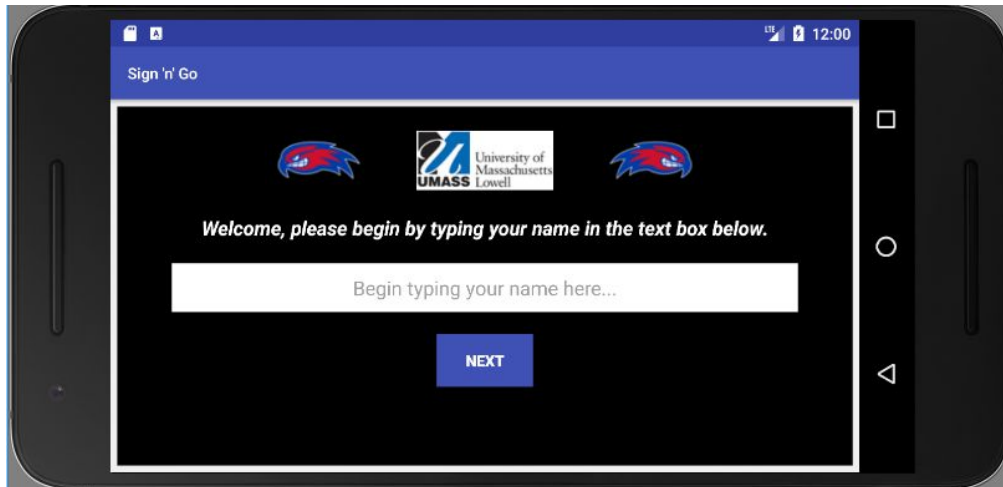 LTE 12:00
Sign 'n' Go
University of
Massachusetts
UMASS Lowell
Welcome, please begin by typing your name in the text box below.
Begin typing your name here...
NEXT